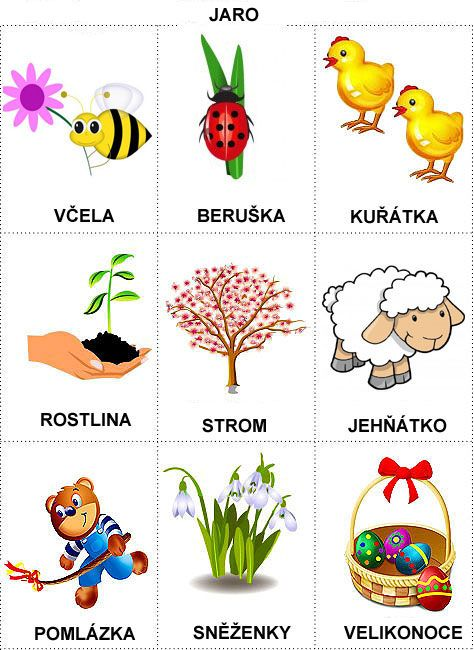 JARO
VČELA
BERUŠKA
KUŘÁTKA
ROSTLINA
STROM
JEHŇÁTKO
POMLÁZKA
SNĚŽENKY
VELIKONOCE